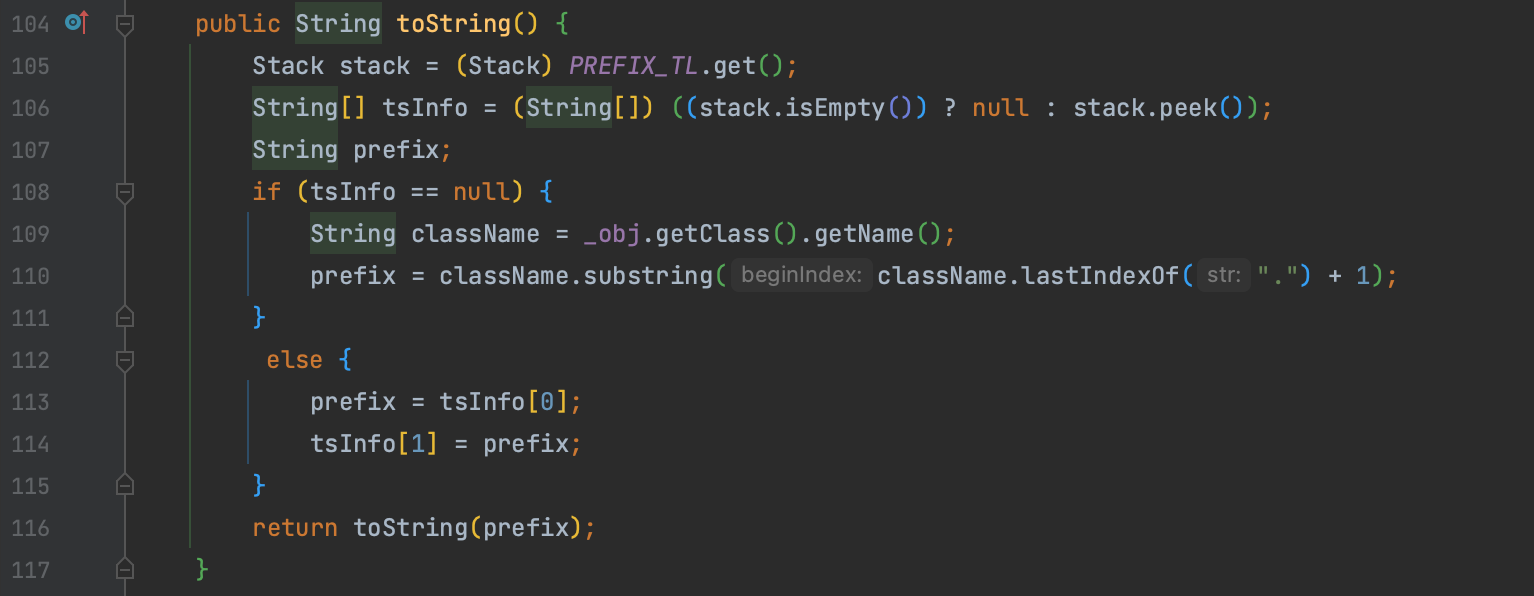 104 public String toString() {
105 Stack stack = (Stack) PREFIX_TL.get();
106 String[] tsInfo = (String[]) ((stack.isEmpty()) ? null : stack.peek());
107 String prefix;
108 if (tsInfo == null) {
109 String className = _obj.getClass().getName();
110 prefix = className.substring( beginIndex: className.lastIndexOf( str: ".") + 1);
111 }
112 else {
113 prefix = tsInfo[0];
114 tsInfo[1] = prefix;
115 }
116 return toString(prefix);
117 }